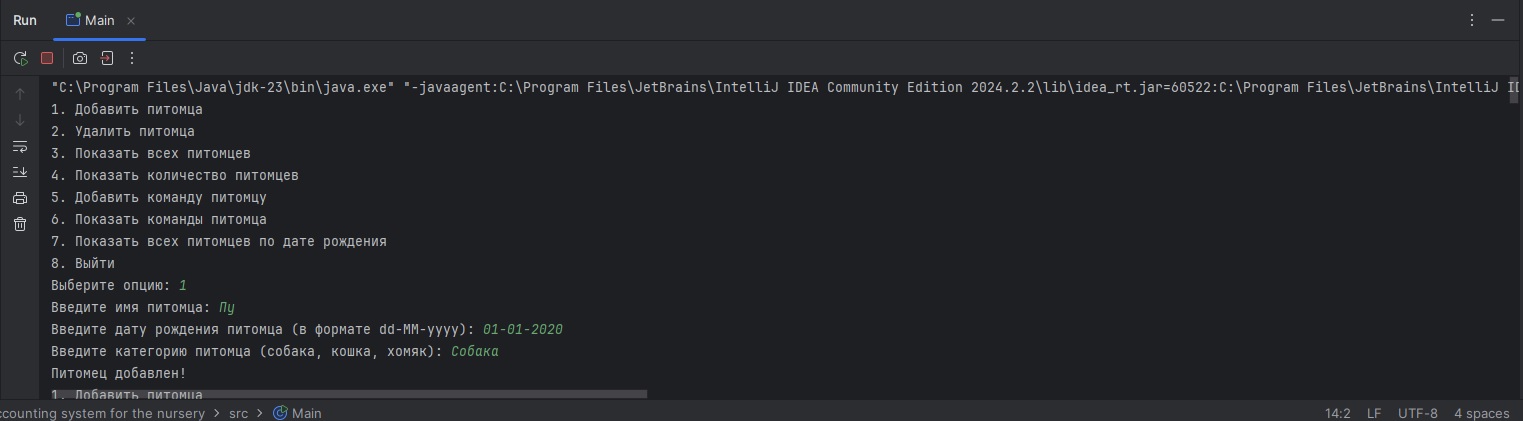 Run Main
"C:\Program Files\Java\jdk-23\bin\java.exe" "-javaagent:C:\Program Files\JetBrains\IntelliJ IDEA Community Edition 2024.2.2\lib\idea_rt.jar=60522:C:\Program Files\JetBrains\IntelliJ ID
1. Добавить питомца
2. Удалить питомца
3. Показать всех питомцев
4. Показать количество питомцев
5. Добавить команду питомцу
6. Показать команды питомца
7. Показать всех питомцев по дате рождения
8. Выйти
Выберите опцию: 1
Введите имя питомца: Пу
Введите дату рождения питомца (в формате dd-MM-yyyy): 01-01-2020
Введите категорию питомца (собака, кошка, хомяк): Собака
Питомец добавлен!
1. Добавить питомца
ccounting system for the nursery > src > Main 14:2 LF UTF-8 4 spaces